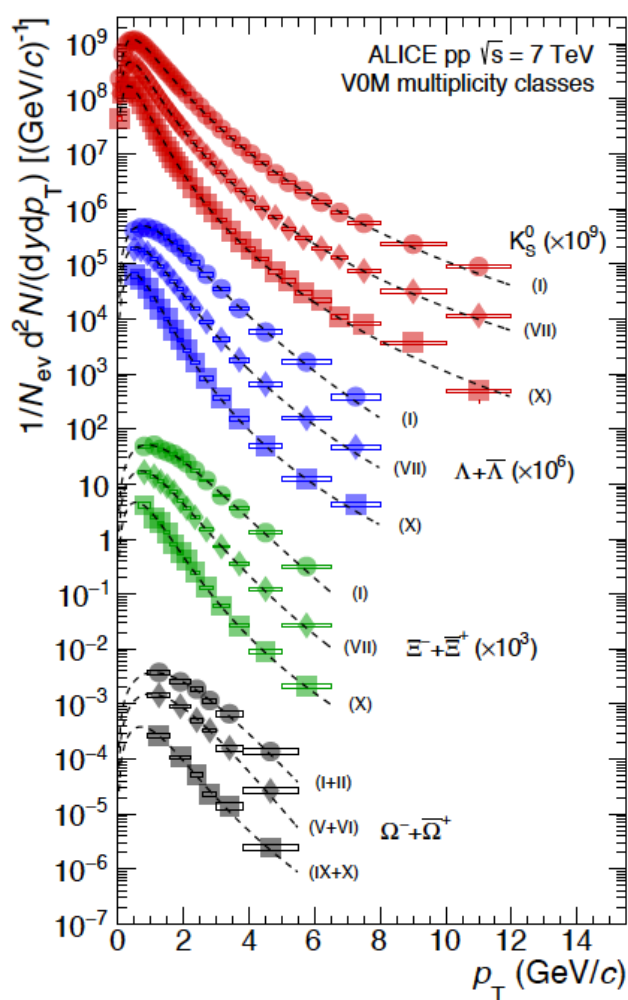 1/N_ev d²N/(dydp_T) [(GeV/c)⁻¹]
10⁹
10⁸
10⁷
10⁶
10⁵
10⁴
10³
10²
10
1
10⁻¹
10⁻²
10⁻³
10⁻⁴
10⁻⁵
10⁻⁶
10⁻⁷
ALICE pp √s = 7 TeV
V0M multiplicity classes
K⁰_S (×10⁹)
(I)
(VII)
(X)
(I)
(VII)
Λ+Λ̅ (×10⁶)
(X)
(I)
(VII)
Ξ⁻+Ξ̅⁺ (×10³)
(X)
(I+II)
(V+VI)
Ω⁻+Ω̅⁺
(IX+X)
0 2 4 6 8 10 12 14
p_T (GeV/c)